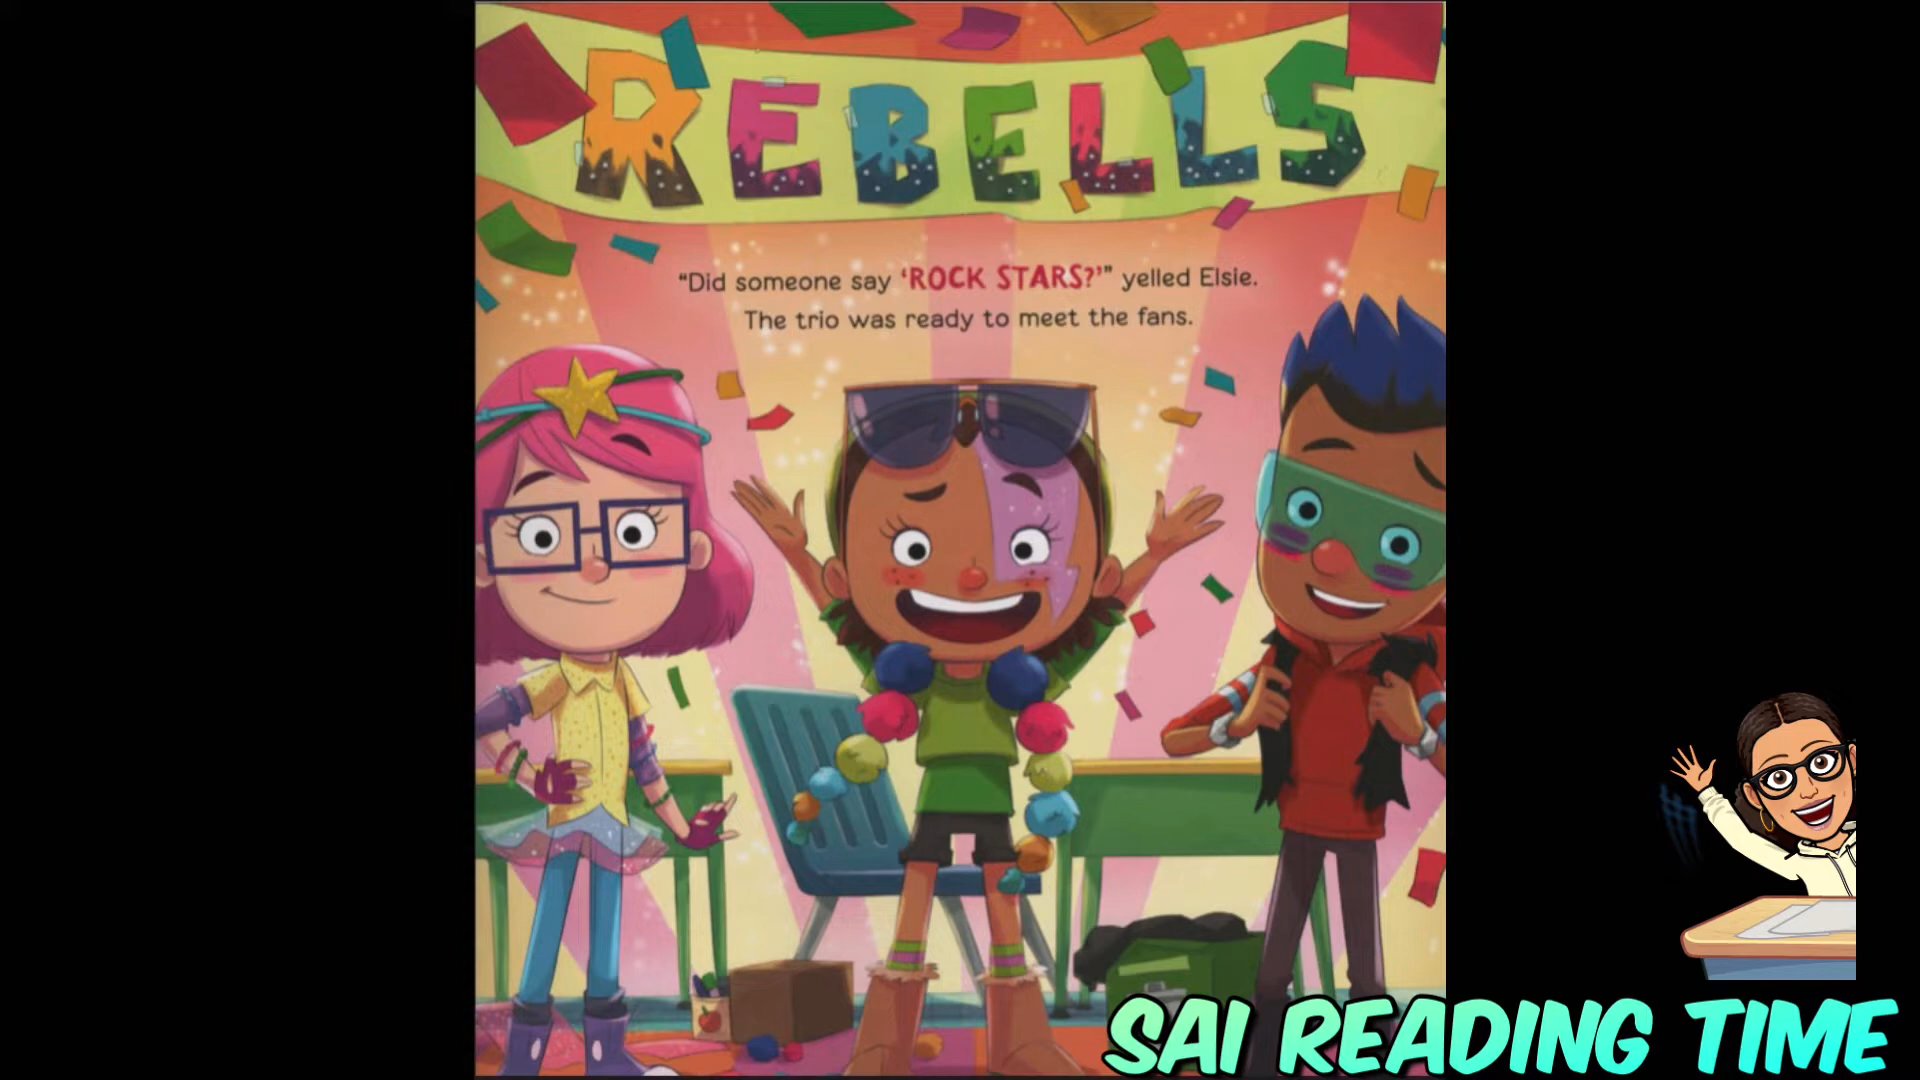 REBELLS
“Did someone say ‘ROCK STARS?’” yelled Elsie.
The trio was ready to meet the fans.
SAI READING TIME